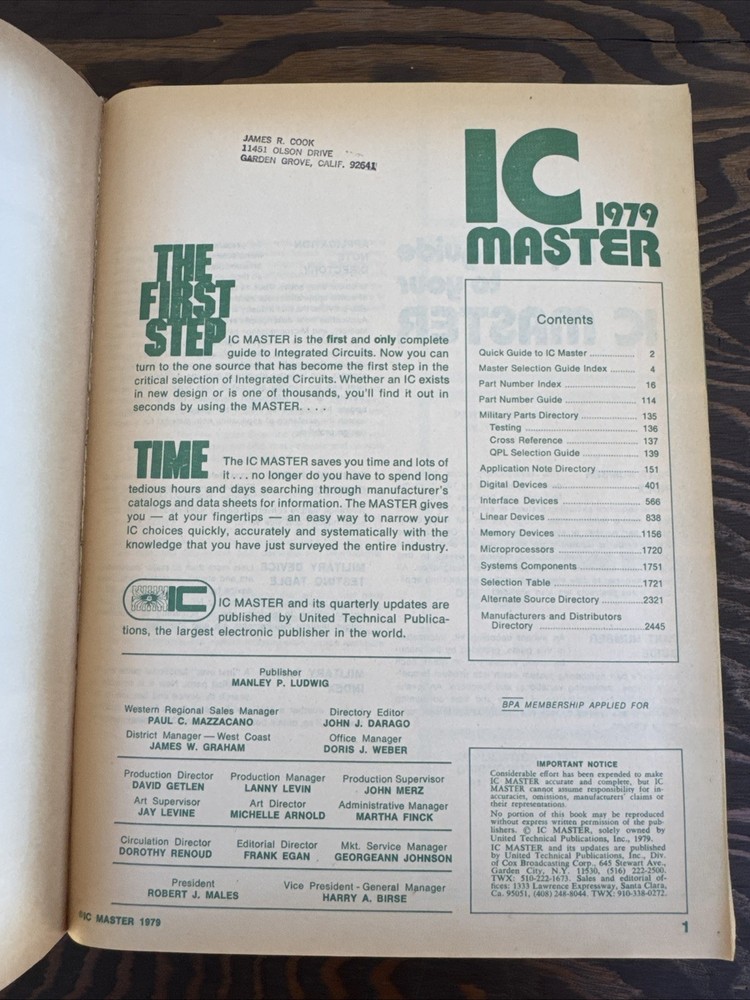 JAMES R. COOK
11451 OLSON DRIVE
GARDEN GROVE, CALIF. 92641
IC 1979
MASTER
THE
FIRST
STEP
IC MASTER is the first and only complete
guide to Integrated Circuits. Now you can
turn to the one source that has become the first step in the
critical selection of Integrated Circuits. Whether an IC exists
in new design or is one of thousands, you'll find it out in
seconds by using the MASTER. . . .
TIME
The IC MASTER saves you time and lots of
it . . . no longer do you have to spend long
tedious hours and days searching through manufacturer's
catalogs and data sheets for information. The MASTER gives
you — at your fingertips — an easy way to narrow your
IC choices quickly, accurately and systematically with the
knowledge that you have just surveyed the entire industry.
IC
IC MASTER and its quarterly updates are
published by United Technical Publica-
tions, the largest electronic publisher in the world.
Publisher
MANLEY P. LUDWIG
Western Regional Sales Manager
PAUL C. MAZZACANO
Directory Editor
JOHN J. DARAGO
District Manager — West Coast
JAMES W. GRAHAM
Office Manager
DORIS J. WEBER
Production Director
DAVID GETLEN
Production Manager
LANNY LEVIN
Production Supervisor
JOHN MERZ
Art Supervisor
JAY LEVINE
Art Director
MICHELLE ARNOLD
Administrative Manager
MARTHA FINCK
Circulation Director
DOROTHY RENOUD
Editorial Director
FRANK EGAN
Mkt. Service Manager
GEORGEANN JOHNSON
President
ROBERT J. MALES
Vice President - General Manager
HARRY A. BIRSE
Contents
Quick Guide to IC Master ................ 2
Master Selection Guide Index ............ 4
Part Number Index ................ 16
Part Number Guide ................ 114
Military Parts Directory ................ 135
Testing ................ 136
Cross Reference ................ 137
QPL Selection Guide ................ 139
Application Note Directory ................ 151
Digital Devices ................ 401
Interface Devices ................ 566
Linear Devices ................ 838
Memory Devices ................ 1156
Microprocessors ................ 1720
Systems Components ................ 1751
Selection Table ................ 1721
Alternate Source Directory ................ 2321
Manufacturers and Distributors
Directory ................ 2445
BPA MEMBERSHIP APPLIED FOR
IMPORTANT NOTICE
Considerable effort has been expended to make
IC MASTER accurate and complete, but IC
MASTER cannot assume responsibility for in-
accuracies, omissions, manufacturers' claims or
their representations.
No portion of this book may be reproduced
without express written permission of the pub-
lishers. © IC MASTER, solely owned by
United Technical Publications, Inc., 1979.
IC MASTER and its updates are published
by United Technical Publications, Inc., Div.
of Cox Broadcasting Corp., 645 Stewart Ave.,
Garden City, N.Y. 11530, (516) 222-2500.
TWX: 510-222-1673. Sales and editorial of-
fices: 1333 Lawrence Expressway, Santa Clara,
Ca. 95051, (408) 248-8044. TWX: 910-338-0272.
©IC MASTER 1979
1